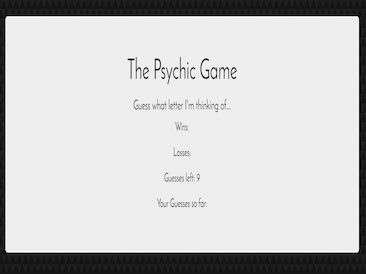 The Psychic Game
Guess what letter I'm thinking of...
Wins:
Losses:
Guesses left: 9
Your Guesses so far: